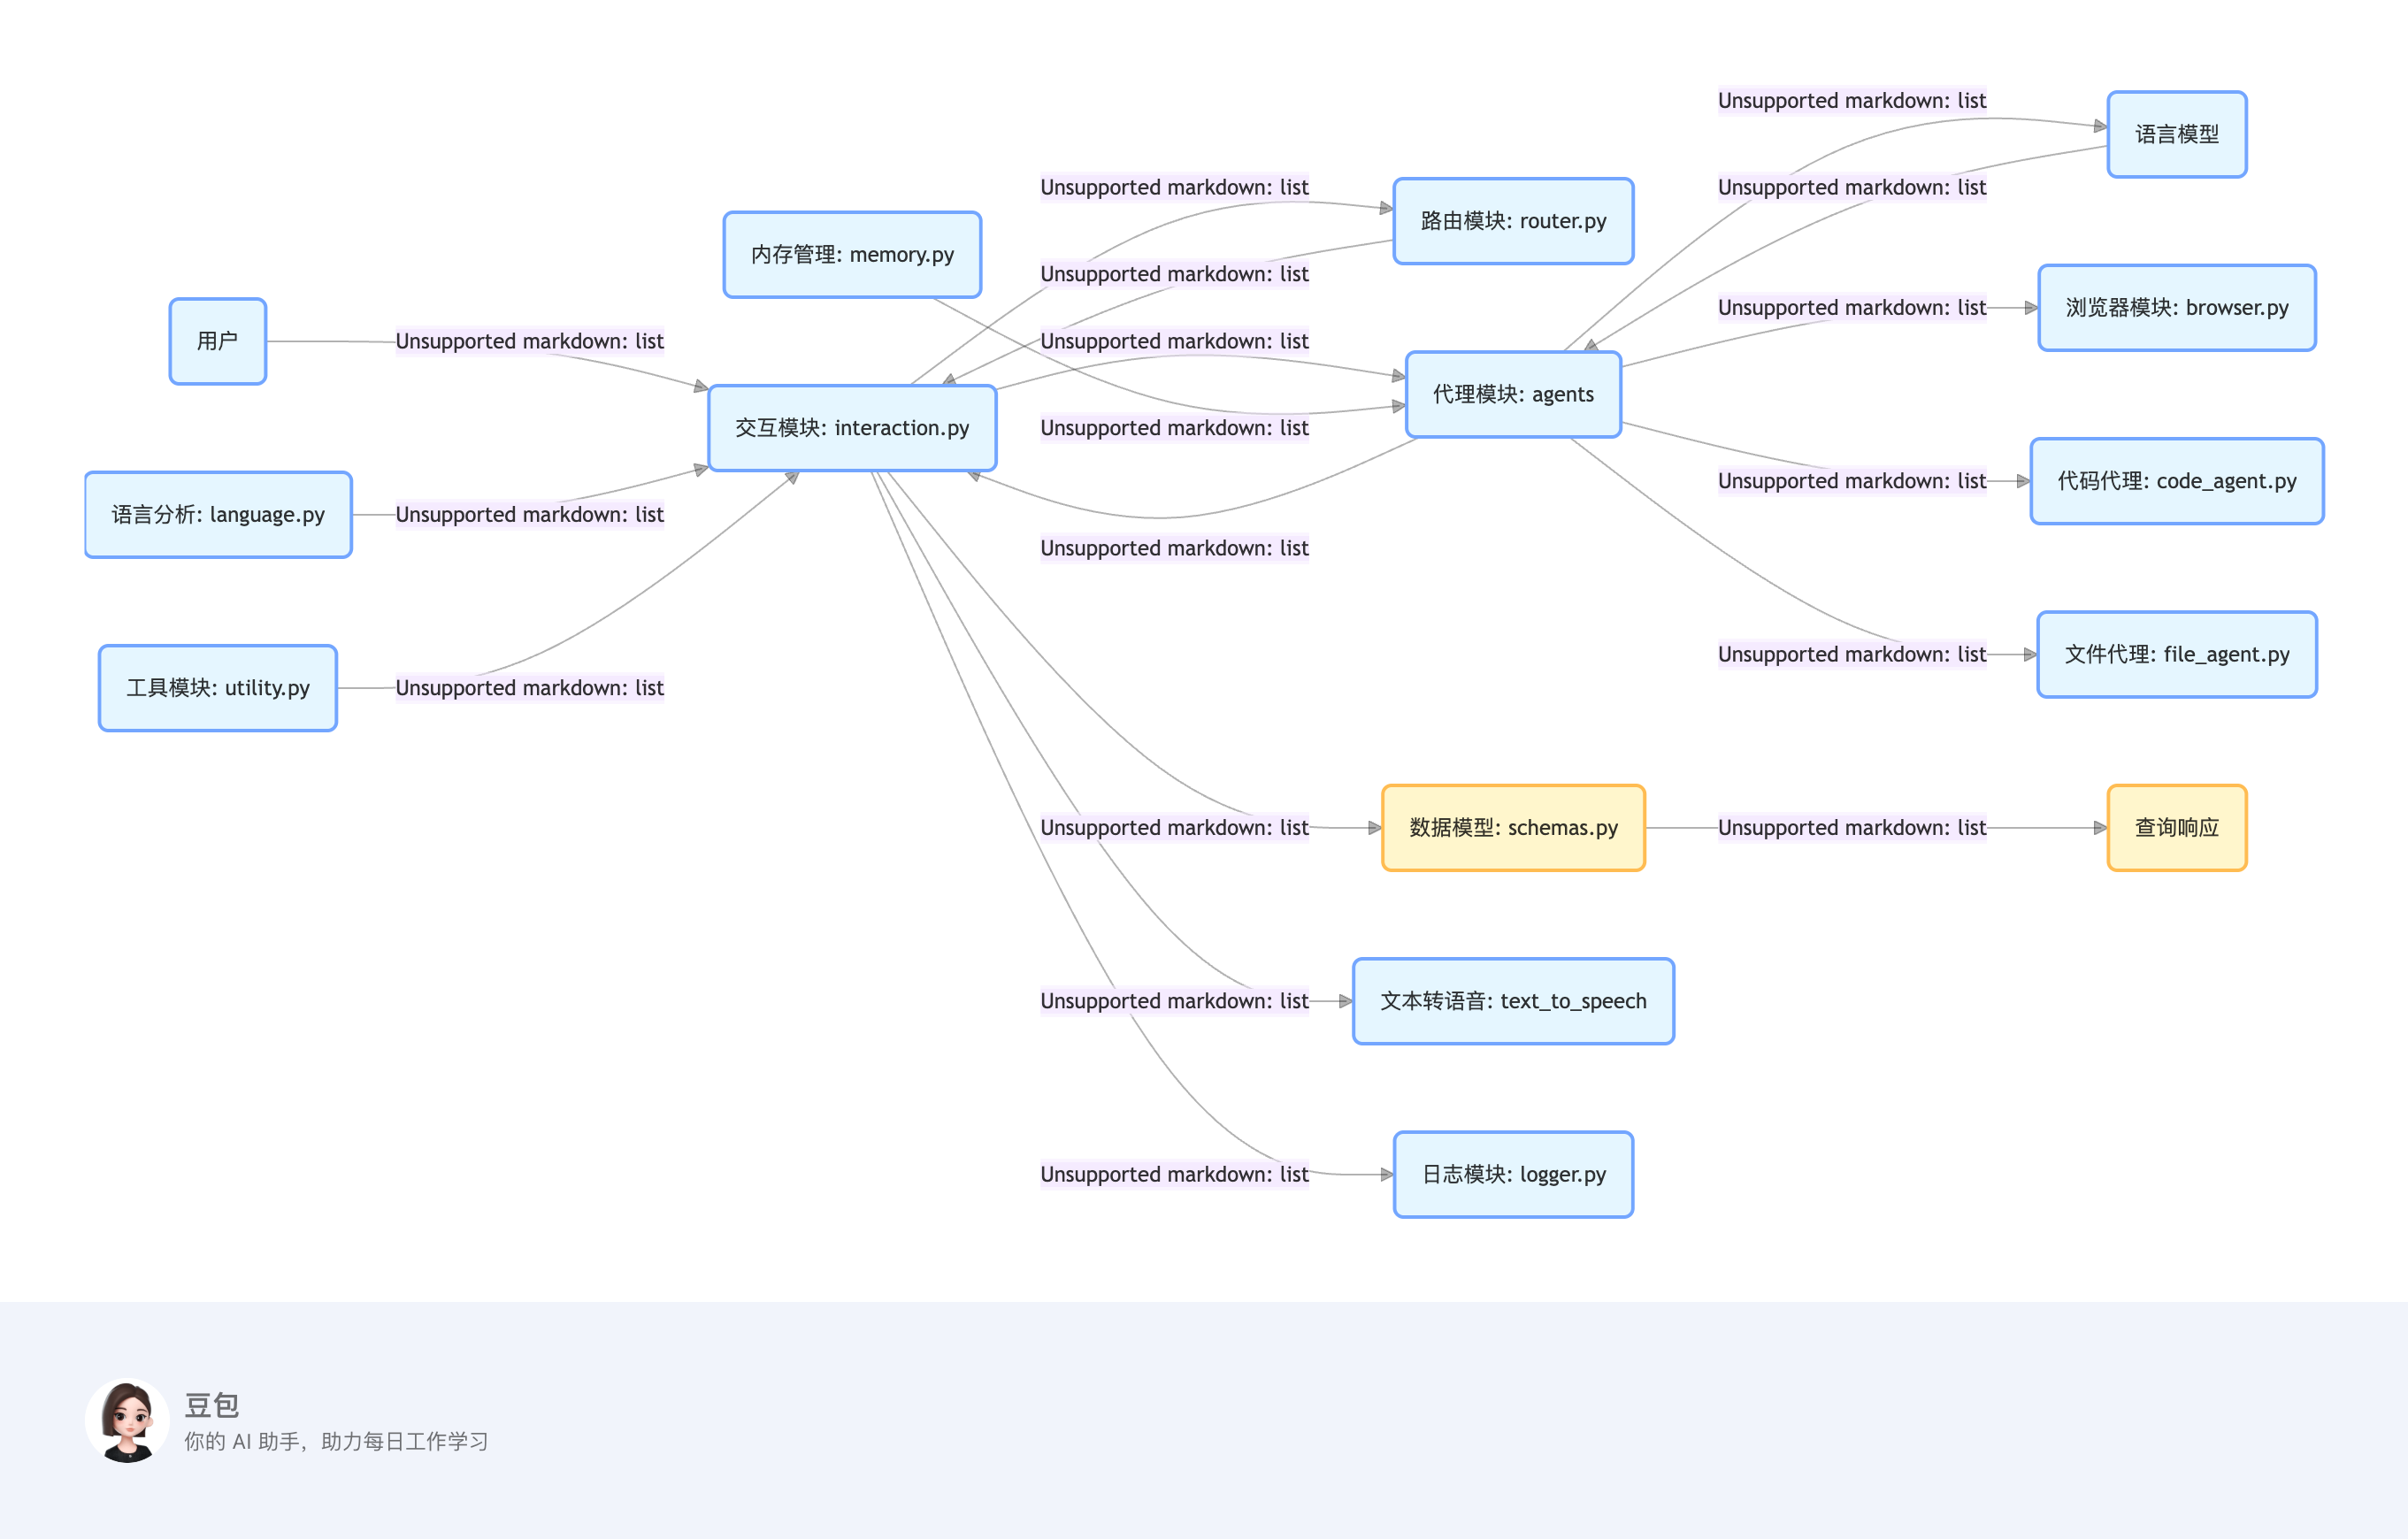 Unsupported markdown: list
语言模型
Unsupported markdown: list
Unsupported markdown: list
路由模块: router.py
内存管理: memory.py
Unsupported markdown: list
Unsupported markdown: list
浏览器模块: browser.py
用户
Unsupported markdown: list
Unsupported markdown: list
代理模块: agents
交互模块: interaction.py
Unsupported markdown: list
Unsupported markdown: list
代码代理: code_agent.py
语言分析: language.py
Unsupported markdown: list
Unsupported markdown: list
Unsupported markdown: list
文件代理: file_agent.py
工具模块: utility.py
Unsupported markdown: list
Unsupported markdown: list
数据模型: schemas.py
Unsupported markdown: list
查询响应
Unsupported markdown: list
文本转语音: text_to_speech
Unsupported markdown: list
日志模块: logger.py
豆包
你的 AI 助手，助力每日工作学习